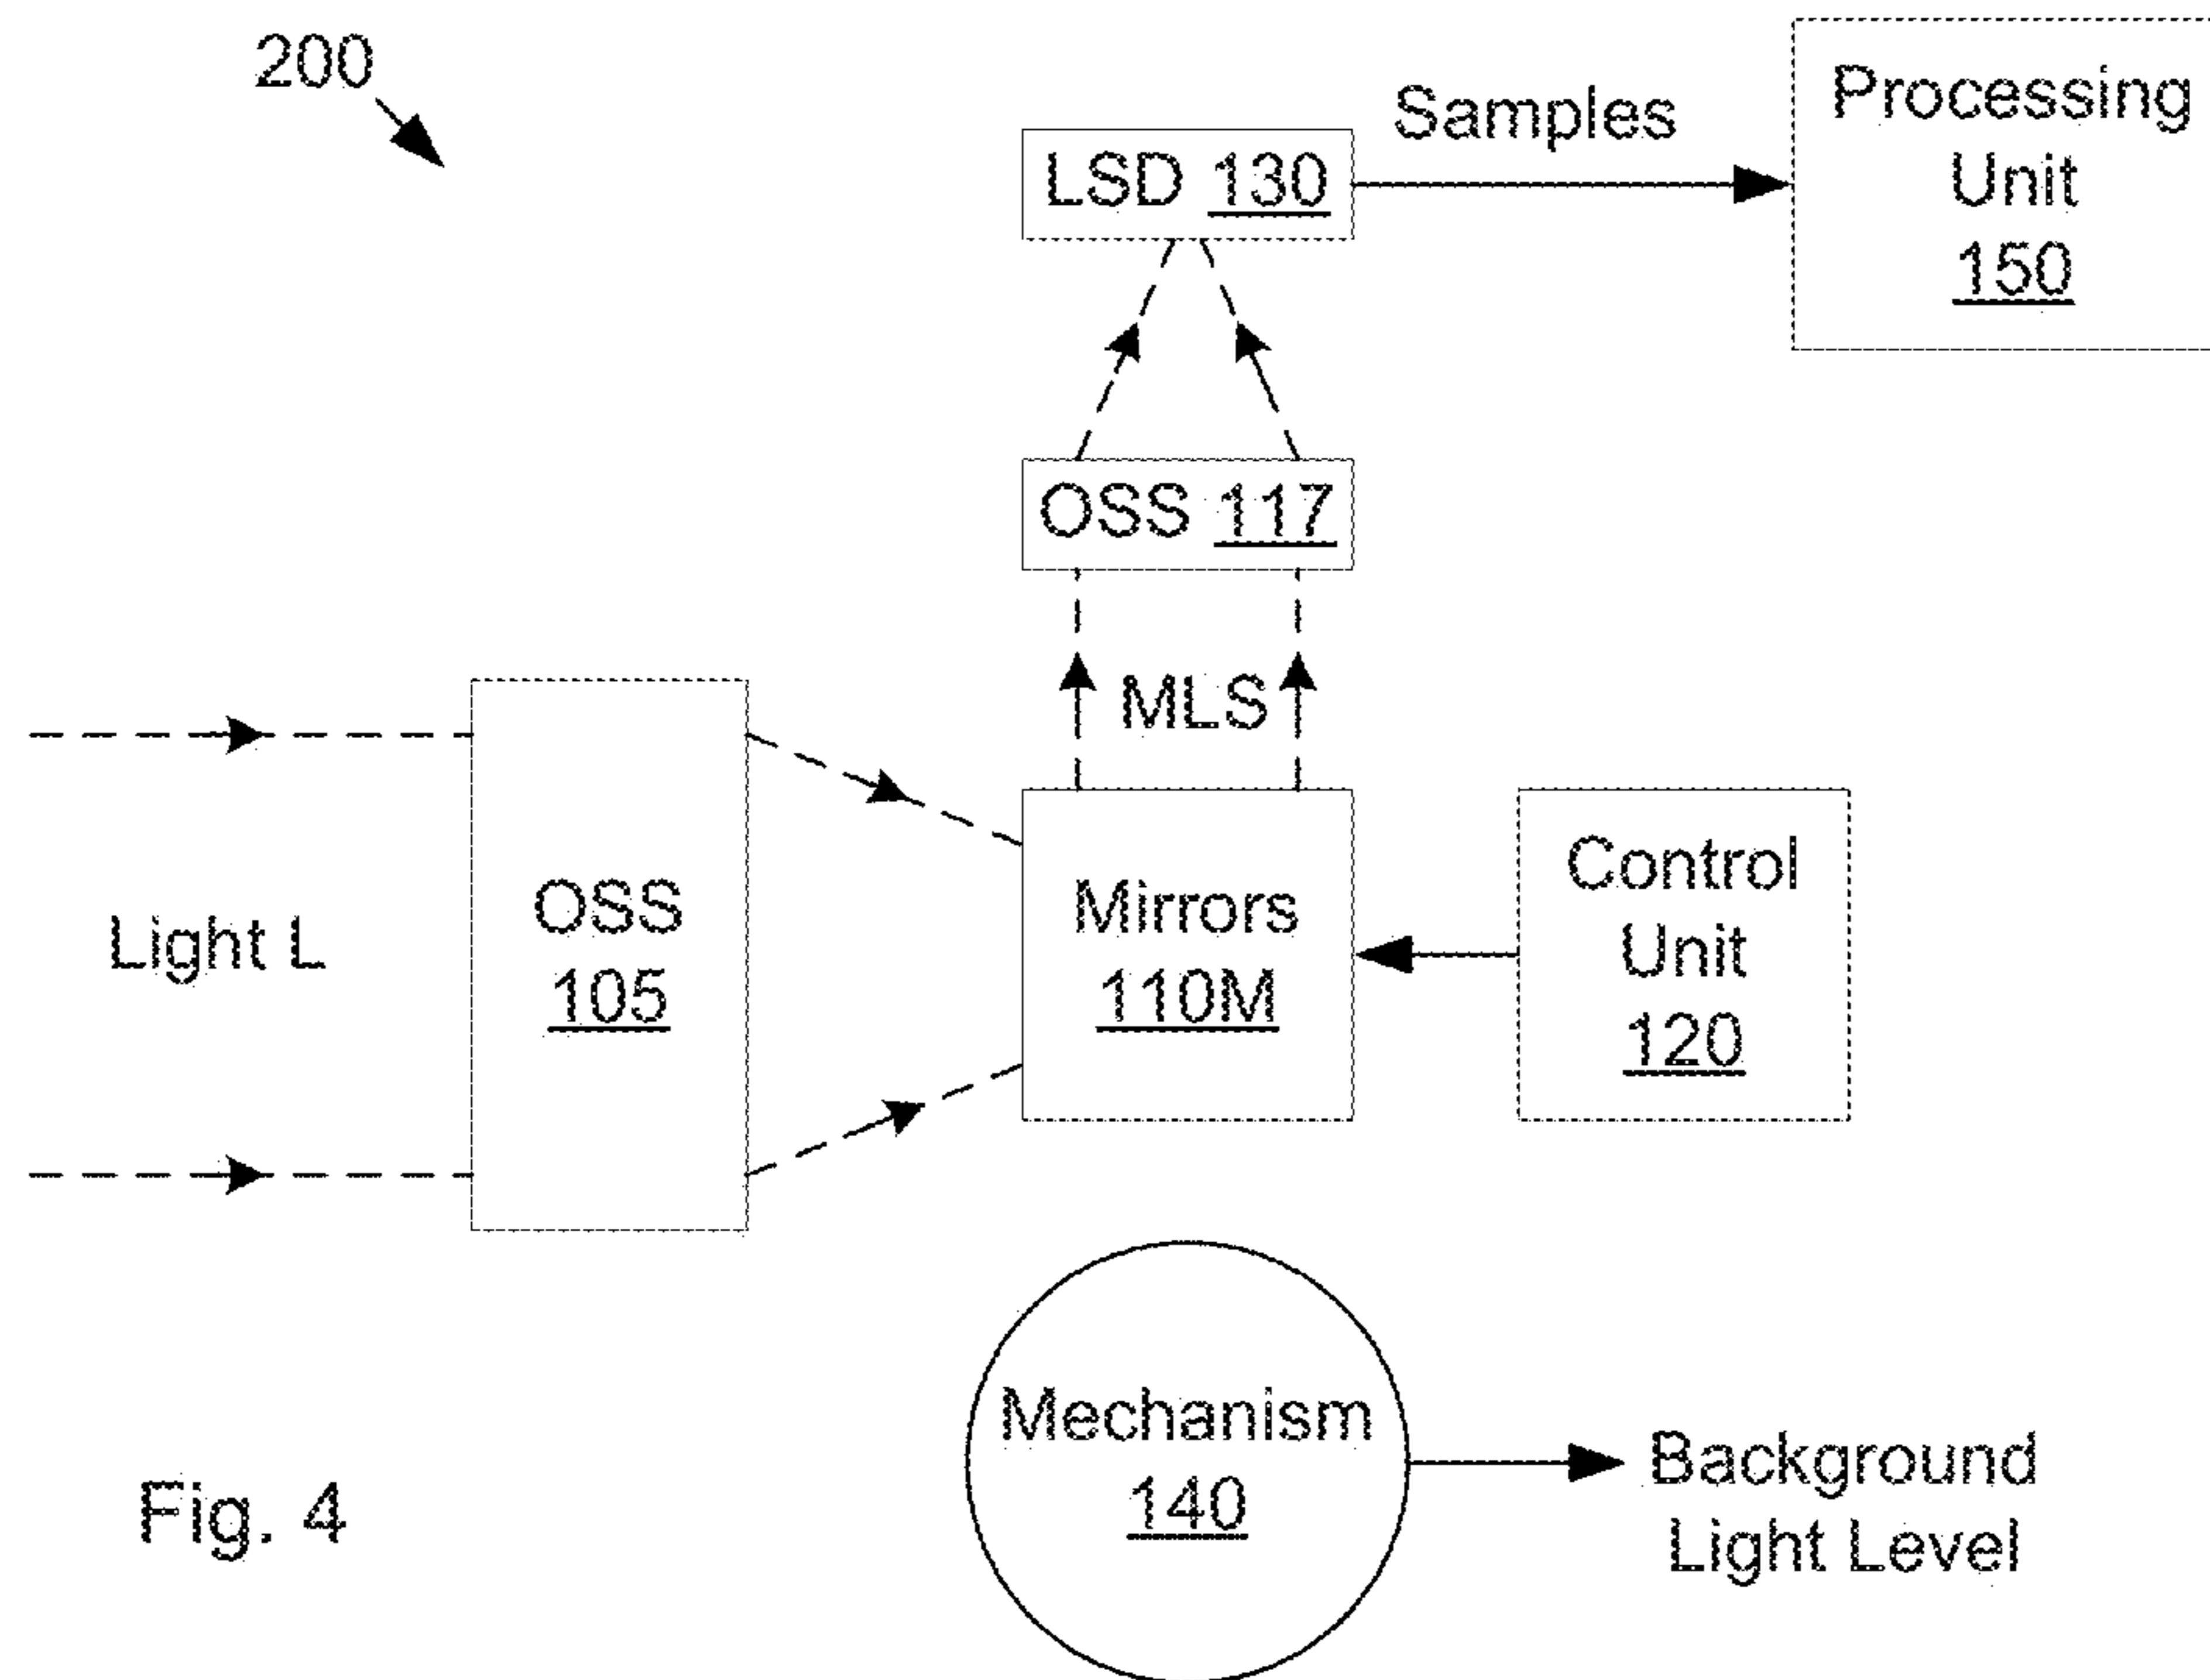 200
LSD 130
Samples
Processing
Unit
150
OSS 117
MLS
Light L
OSS
105
Mirrors
110M
Control
Unit
120
Mechanism
140
Background
Light Level
Fig. 4